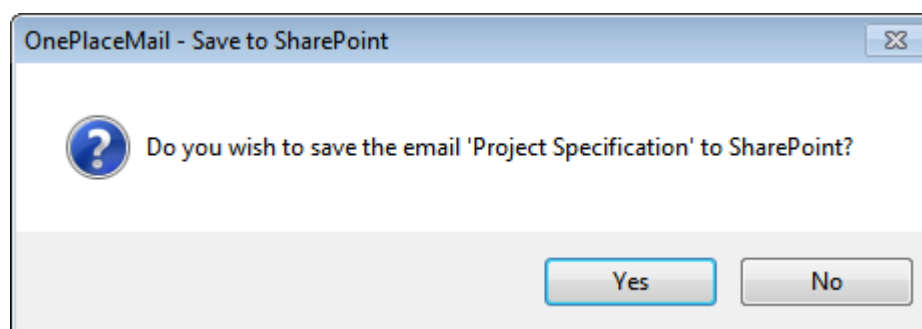 OnePlaceMail - Save to SharePoint
Do you wish to save the email 'Project Specification' to SharePoint?
Yes
No